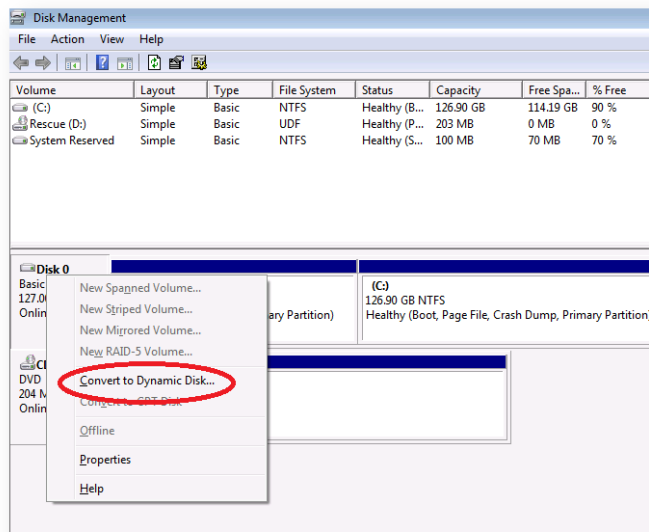 Disk Management
File Action View Help
Volume Layout Type File System Status Capacity Free Spa... % Free
(C:) Simple Basic NTFS Healthy (B... 126.90 GB 114.19 GB 90 %
Rescue (D:) Simple Basic UDF Healthy (P... 203 MB 0 MB 0 %
System Reserved Simple Basic NTFS Healthy (S... 100 MB 70 MB 70 %
Disk 0
Basic
127.0
Onlin
ary Partition)
(C:)
126.90 GB NTFS
Healthy (Boot, Page File, Crash Dump, Primary Partition)
New Spanned Volume...
New Striped Volume...
New Mirrored Volume...
New RAID-5 Volume...
Convert to Dynamic Disk...
Convert to GPT Disk
Offline
Properties
Help
DVD
204 M
Onlin